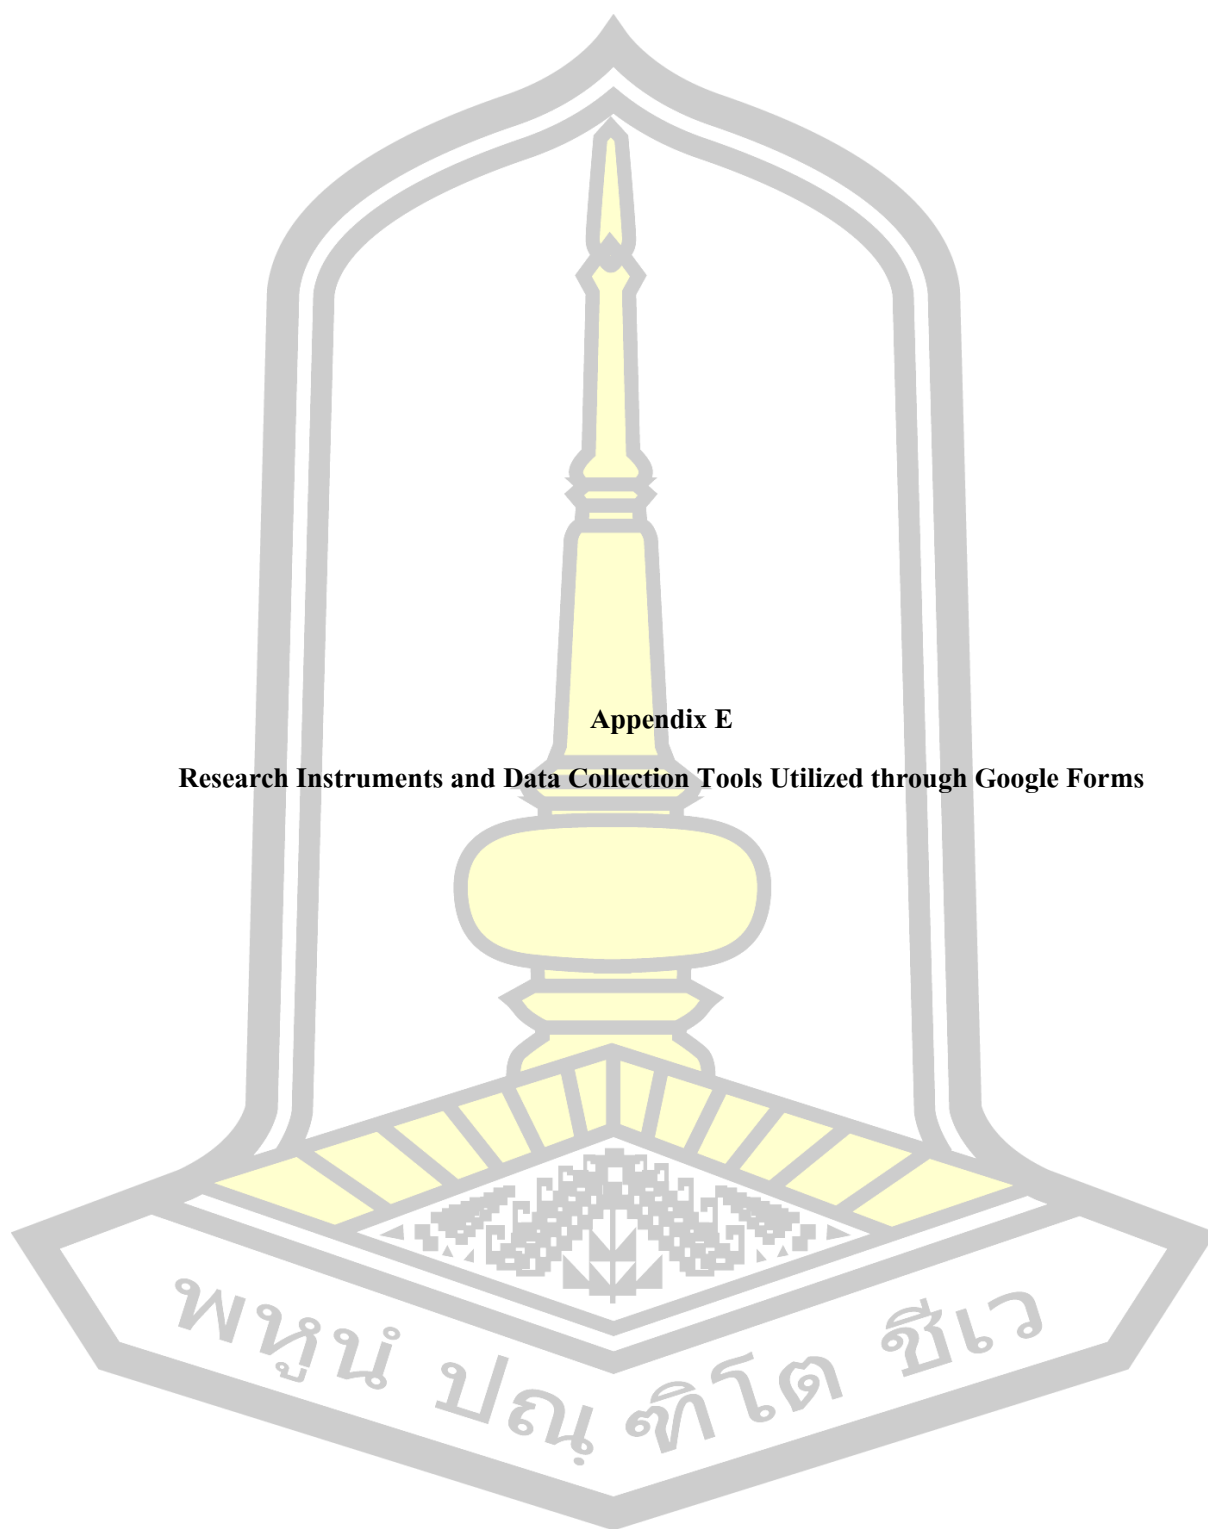 Appendix E
Research Instruments and Data Collection Tools Utilized through Google Forms
พหูนํ ปณฺฑิโต ชีเว